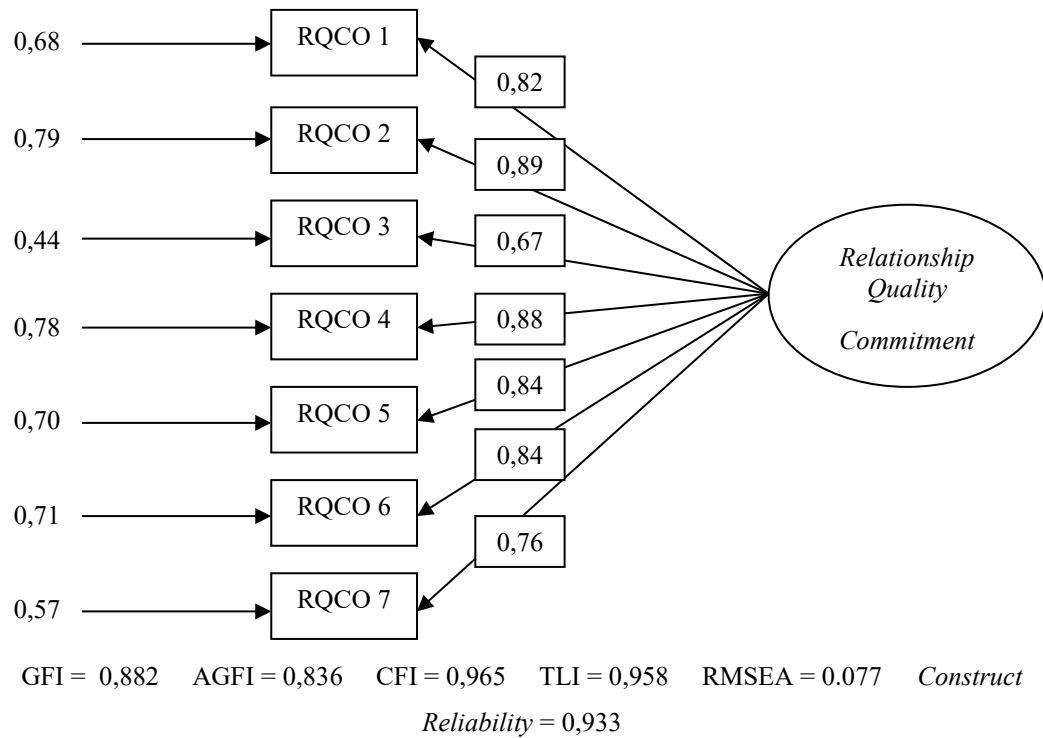 0,68
RQCO 1
0,82
0,79
RQCO 2
0,89
0,44
RQCO 3
0,67
0,78
RQCO 4
0,88
0,70
RQCO 5
0,84
0,71
RQCO 6
0,84
0,57
RQCO 7
0,76
Relationship
Quality
Commitment
GFI = 0,882 AGFI = 0,836 CFI = 0,965 TLI = 0,958 RMSEA = 0.077 Construct
Reliability = 0,933